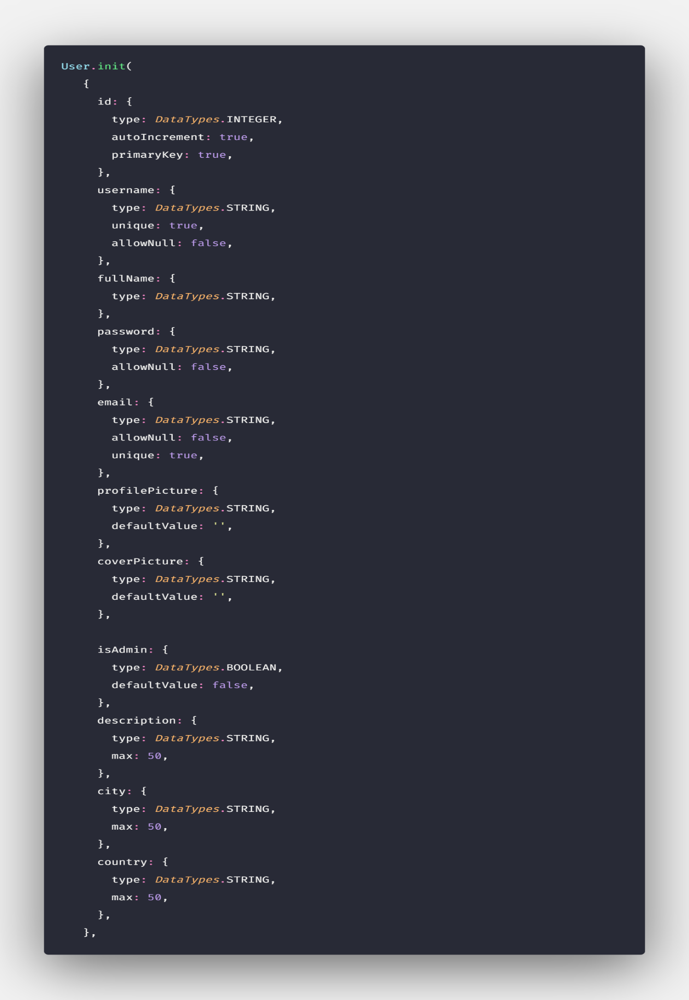 User.init(
   {
     id: {
       type: DataTypes.INTEGER,
       autoIncrement: true,
       primaryKey: true,
     },
     username: {
       type: DataTypes.STRING,
       unique: true,
       allowNull: false,
     },
     fullName: {
       type: DataTypes.STRING,
     },
     password: {
       type: DataTypes.STRING,
       allowNull: false,
     },
     email: {
       type: DataTypes.STRING,
       allowNull: false,
       unique: true,
     },
     profilePicture: {
       type: DataTypes.STRING,
       defaultValue: '',
     },
     coverPicture: {
       type: DataTypes.STRING,
       defaultValue: '',
     },

     isAdmin: {
       type: DataTypes.BOOLEAN,
       defaultValue: false,
     },
     description: {
       type: DataTypes.STRING,
       max: 50,
     },
     city: {
       type: DataTypes.STRING,
       max: 50,
     },
     country: {
       type: DataTypes.STRING,
       max: 50,
     },
   },